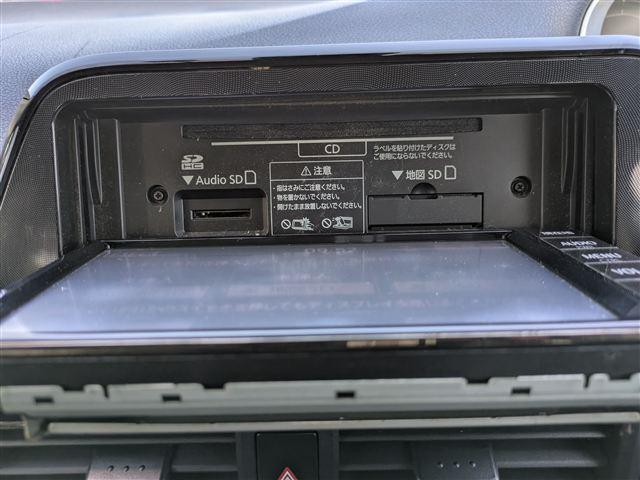 CD
ラベルを貼り付けたディスクは
ご使用にならないでください。
SD
HC
▼Audio SD
⚠注意
・指はさみにご注意ください。
・物を置かないでください。
・開けたまま放置しないでください。
▼地図 SD
AUDIO
MENU